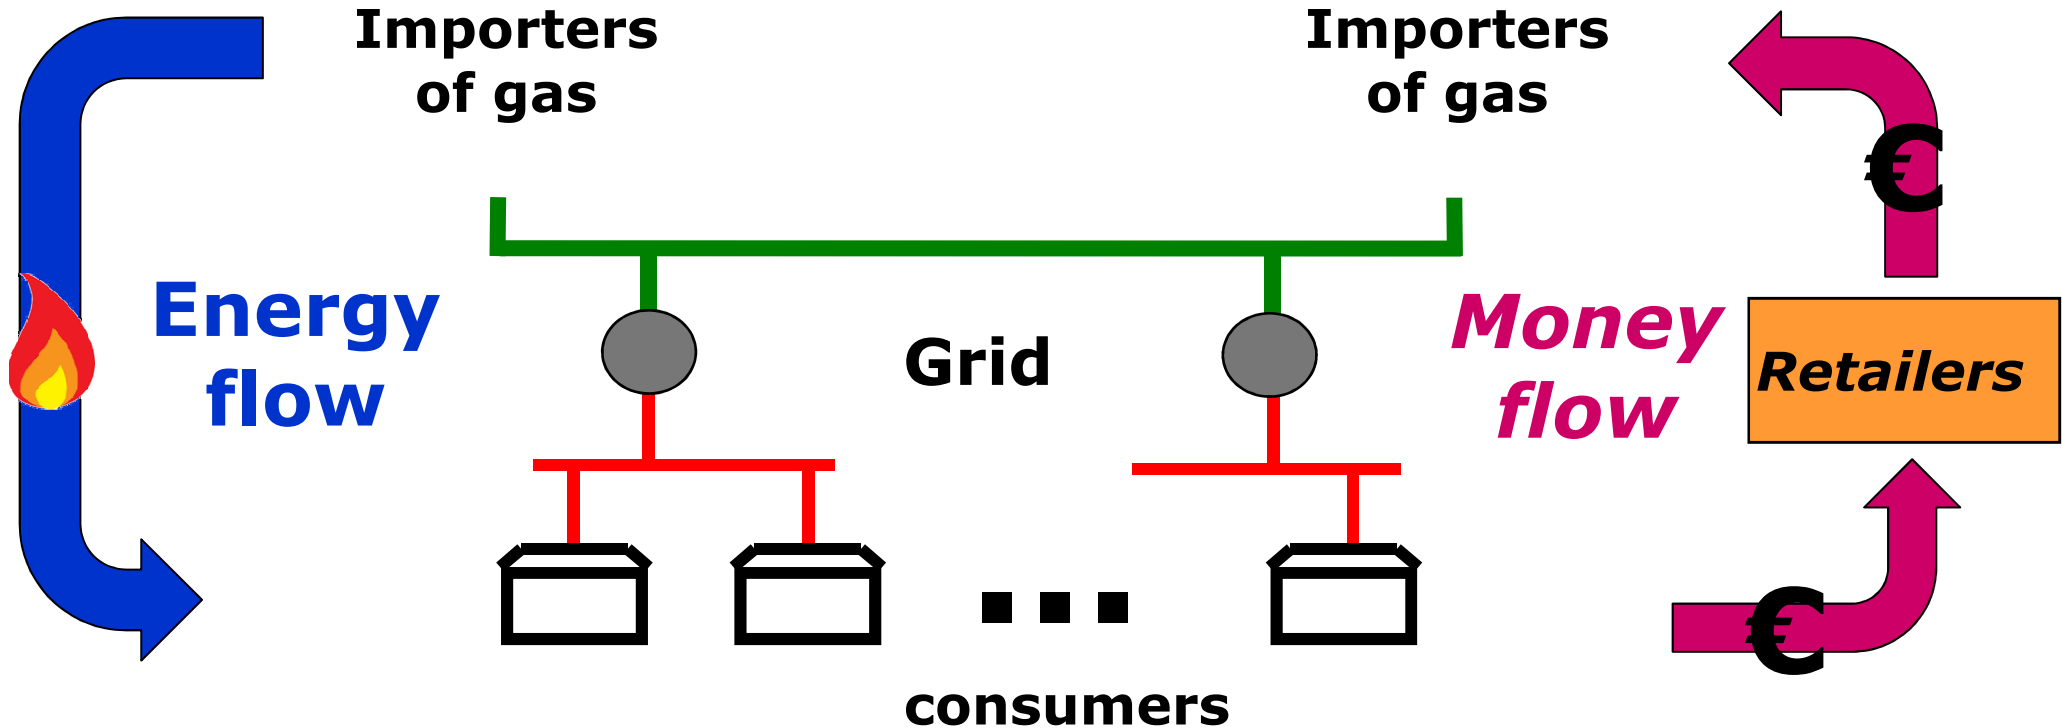 Importers
of gas
Importers
of gas
€
Energy
flow
Grid
Money
flow
Retailers
€
consumers